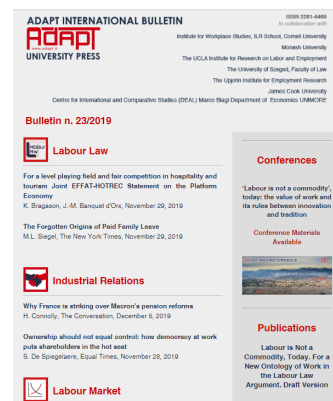 ADAPT INTERNATIONAL BULLETIN
ISSN 2281-4469
In collaboration with
ADAPT
www.adapt.it
UNIVERSITY PRESS
Institute for Workplace Studies, ILR School, Cornell University
Monash University
The UCLA Institute for Research on Labor and Employment
The University of Szeged, Faculty of Law
The Upjohn Institute for Employment Research
James Cook University
Centre for International and Comparative Studies (DEAL) Marco Biagi Department of Economics UNIMORE
Bulletin n. 23/2019
LABOUR LAW
Labour Law
For a level playing field and fair competition in hospitality and
tourism Joint EFFAT-HOTREC Statement on the Platform
Economy
K. Bragason, J.-M. Banquet d'Orx, November 29, 2019
The Forgotten Origins of Paid Family Leave
M.L. Siegel, The New York Times, November 29, 2019
Industrial Relations
Why France is striking over Macron's pension reforms
H. Connolly, The Conversation, December 5, 2019
Ownership should not equal control: how democracy at work
puts shareholders in the hot seat
S. De Spiegelaere, Equal Times, November 28, 2019
Labour Market
Conferences
'Labour is not a commodity',
today: the value of work and
its rules between innovation
and tradition
Conference Materials
Available
Publications
Labour is Not a
Commodity, Today. For a
New Ontology of Work in
the Labour Law
Argument. Draft Version